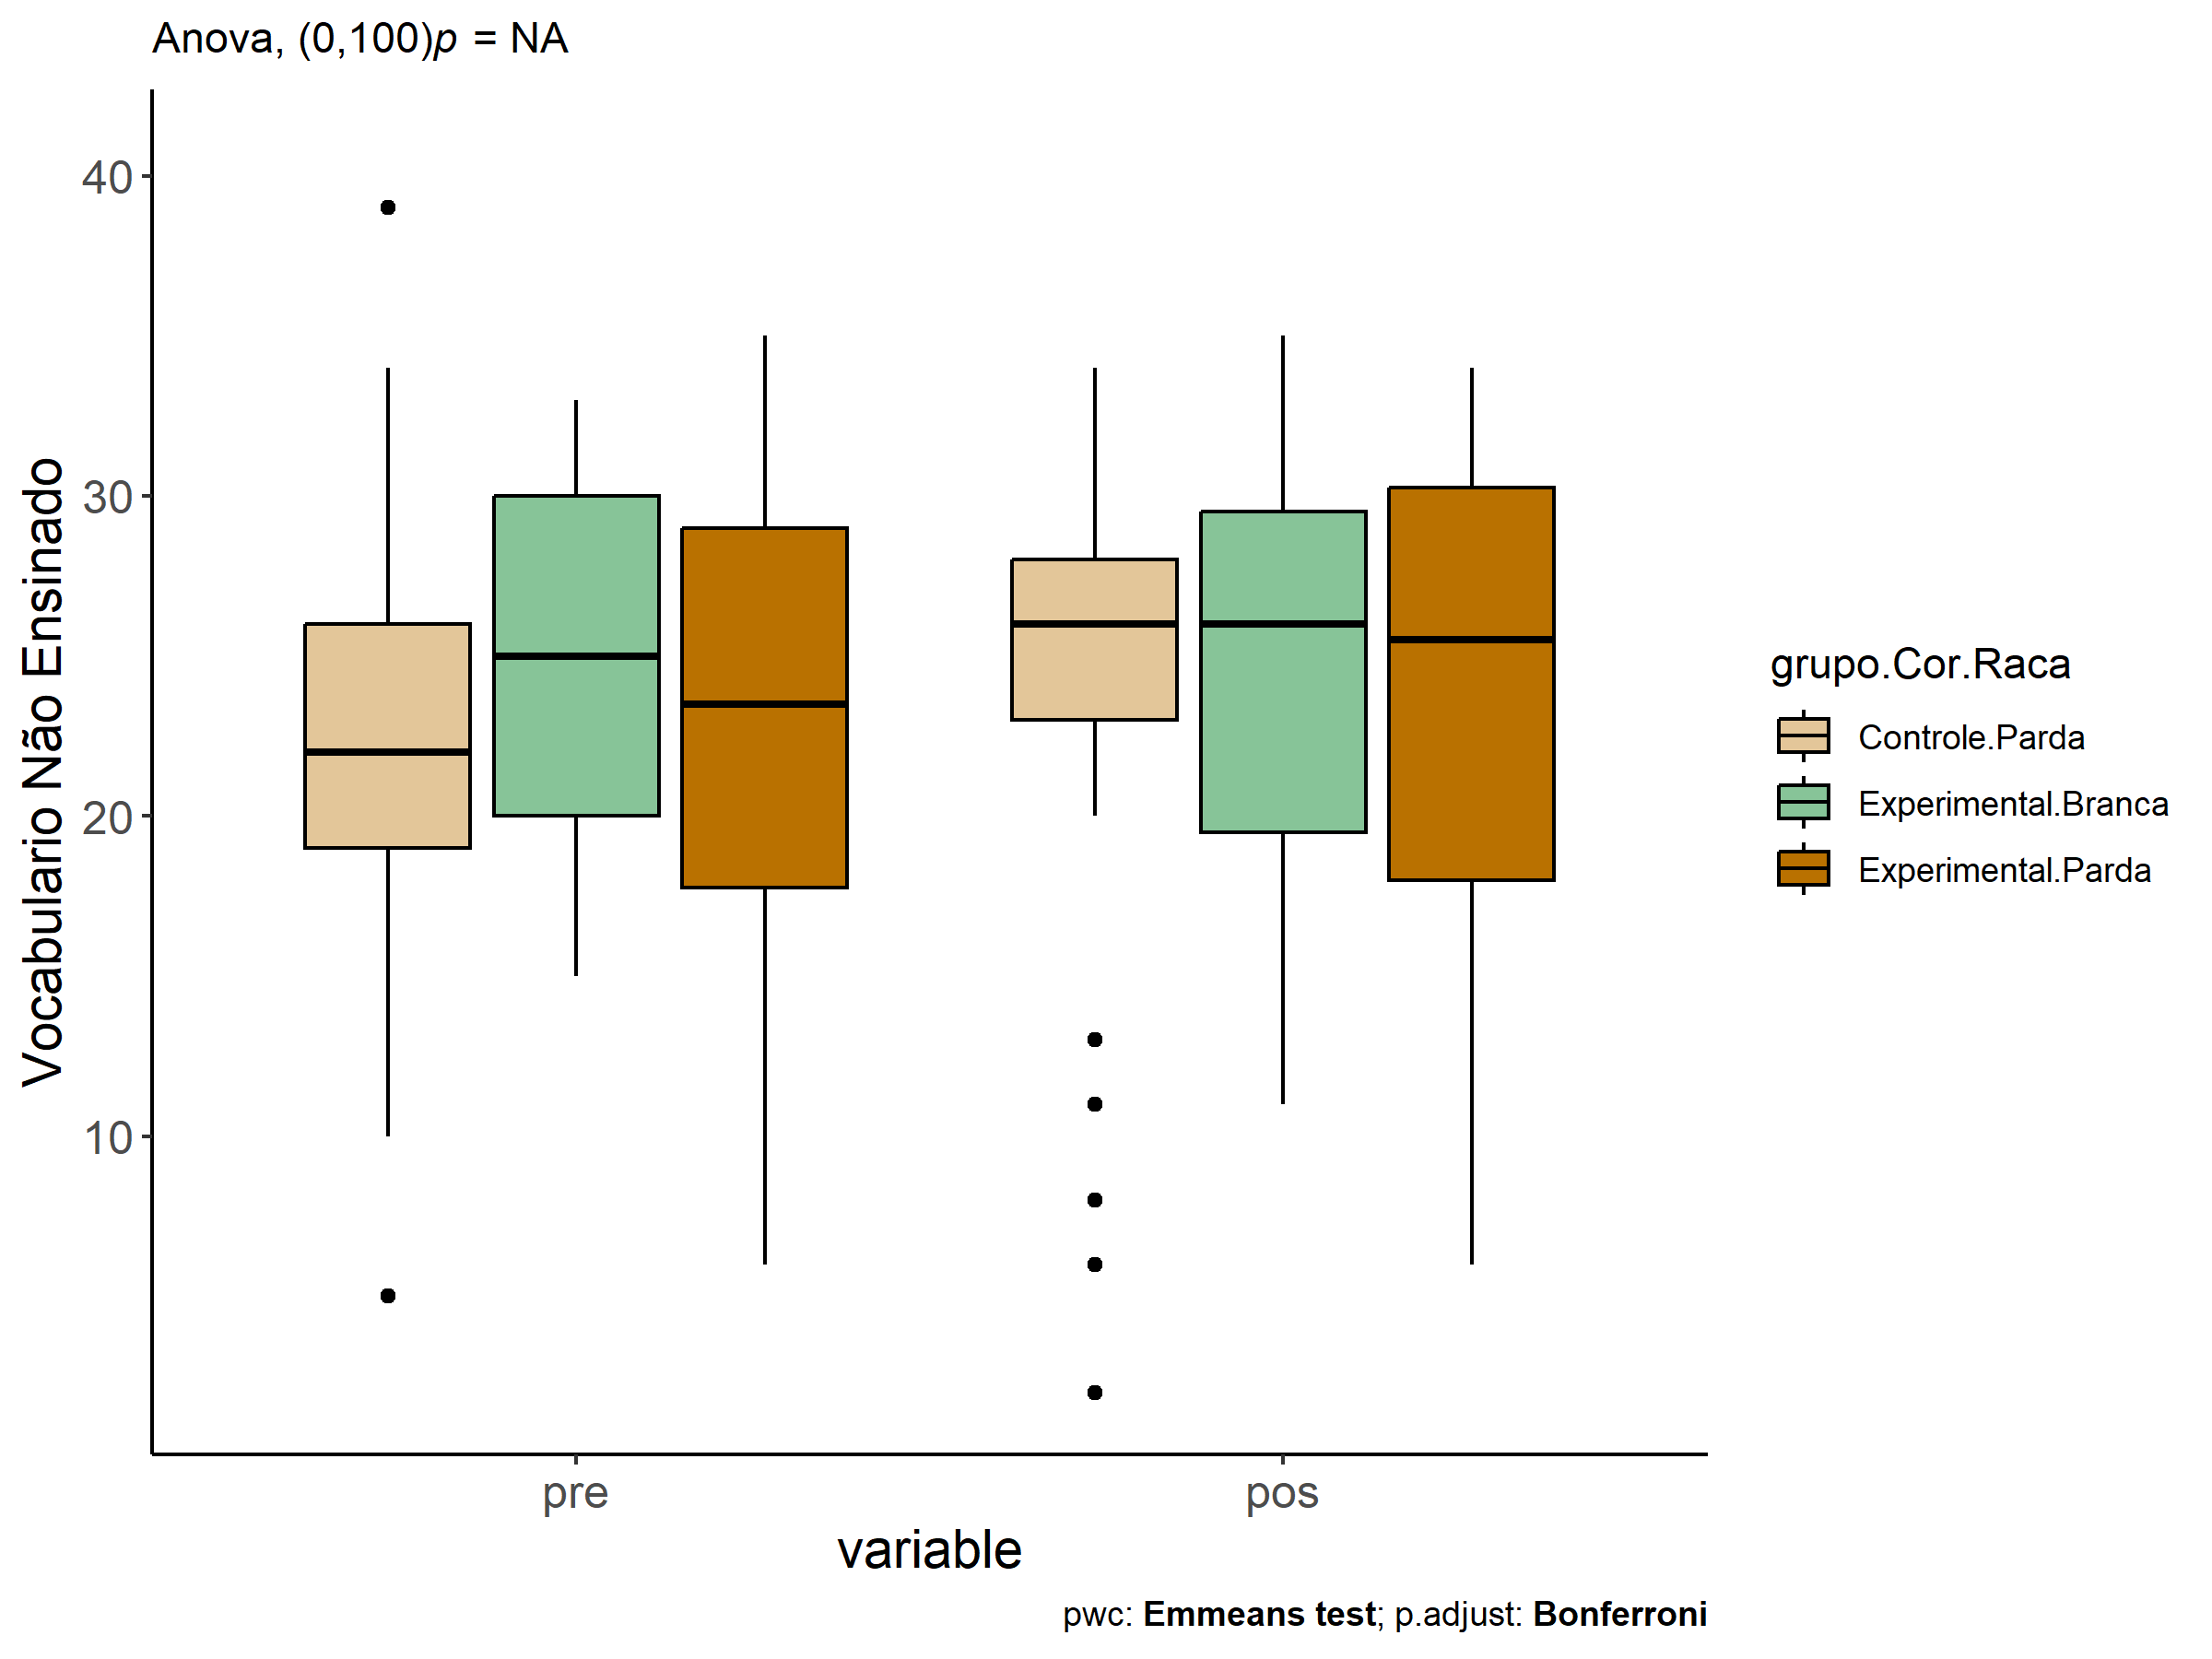 Anova, (0,100)p = NA
Vocabulario Não Ensinado
40
30
20
10
pre
pos
variable
grupo.Cor.Raca
Controle.Parda
Experimental.Branca
Experimental.Parda
pwc: Emmeans test; p.adjust: Bonferroni